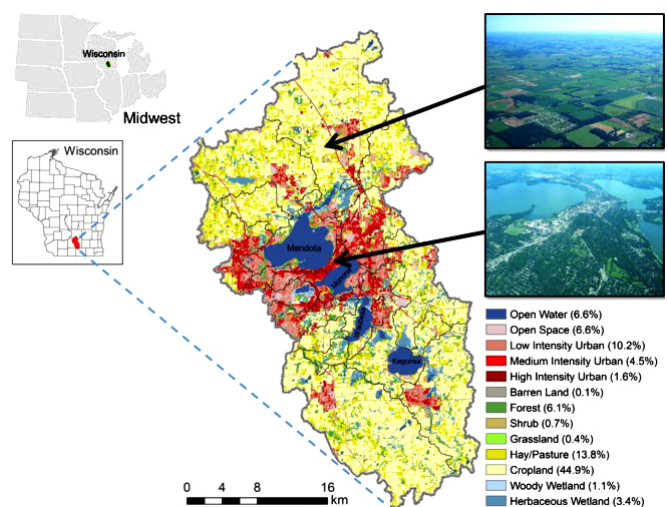 Wisconsin
Midwest
Wisconsin
Mendota
Monona
Waubesa
Kegonsa
Open Water (6.6%)
Open Space (6.6%)
Low Intensity Urban (10.2%)
Medium Intensity Urban (4.5%)
High Intensity Urban (1.6%)
Barren Land (0.1%)
Forest (6.1%)
Shrub (0.7%)
Grassland (0.4%)
Hay/Pasture (13.8%)
Cropland (44.9%)
Woody Wetland (1.1%)
Herbaceous Wetland (3.4%)
0 4 8 16
km